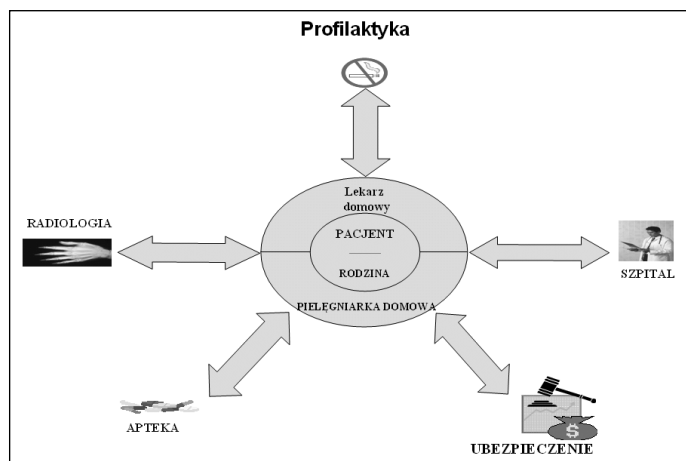 Profilaktyka
Lekarz
domowy
RADIOLOGIA
PACJENT
RODZINA
SZPITAL
PIELĘGNIARKA DOMOWA
APTEKA
$
UBEZPIECZENIE